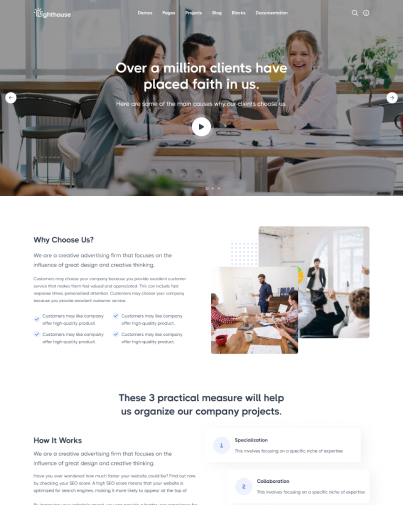 Lighthouse
Demos Pages Projects Blog Blocks Documentation
Over a million clients have
placed faith in us.
Here are some of the main causes why our clients choose us.
Why Choose Us?
We are a creative advertising firm that focuses on the
influence of great design and creative thinking.
Customers may choose your company because you provide excellent customer
service that makes them feel valued and appreciated. This can include fast
response times, personalized attention. Customers may choose your company
because you provide excellent customer service.
Customers may like company
offer high-quality product.
Customers may like company
offer high-quality product.
Customers may like company
offer high-quality product.
Customers may like company
offer high-quality product.
These 3 practical measure will help
us organize our company projects.
How It Works
We are a creative advertising firm that focuses on the
influence of great design and creative thinking.
Have you ever wondered how much faster your website could be? Find out now
by checking your SEO score. A high SEO score means that your website is
optimized for search engines, making it more likely to appear at the top of
1
Specialization
This involves focusing on a specific niche of expertise
2
Collaboration
This involves focusing on a specific niche of expertise